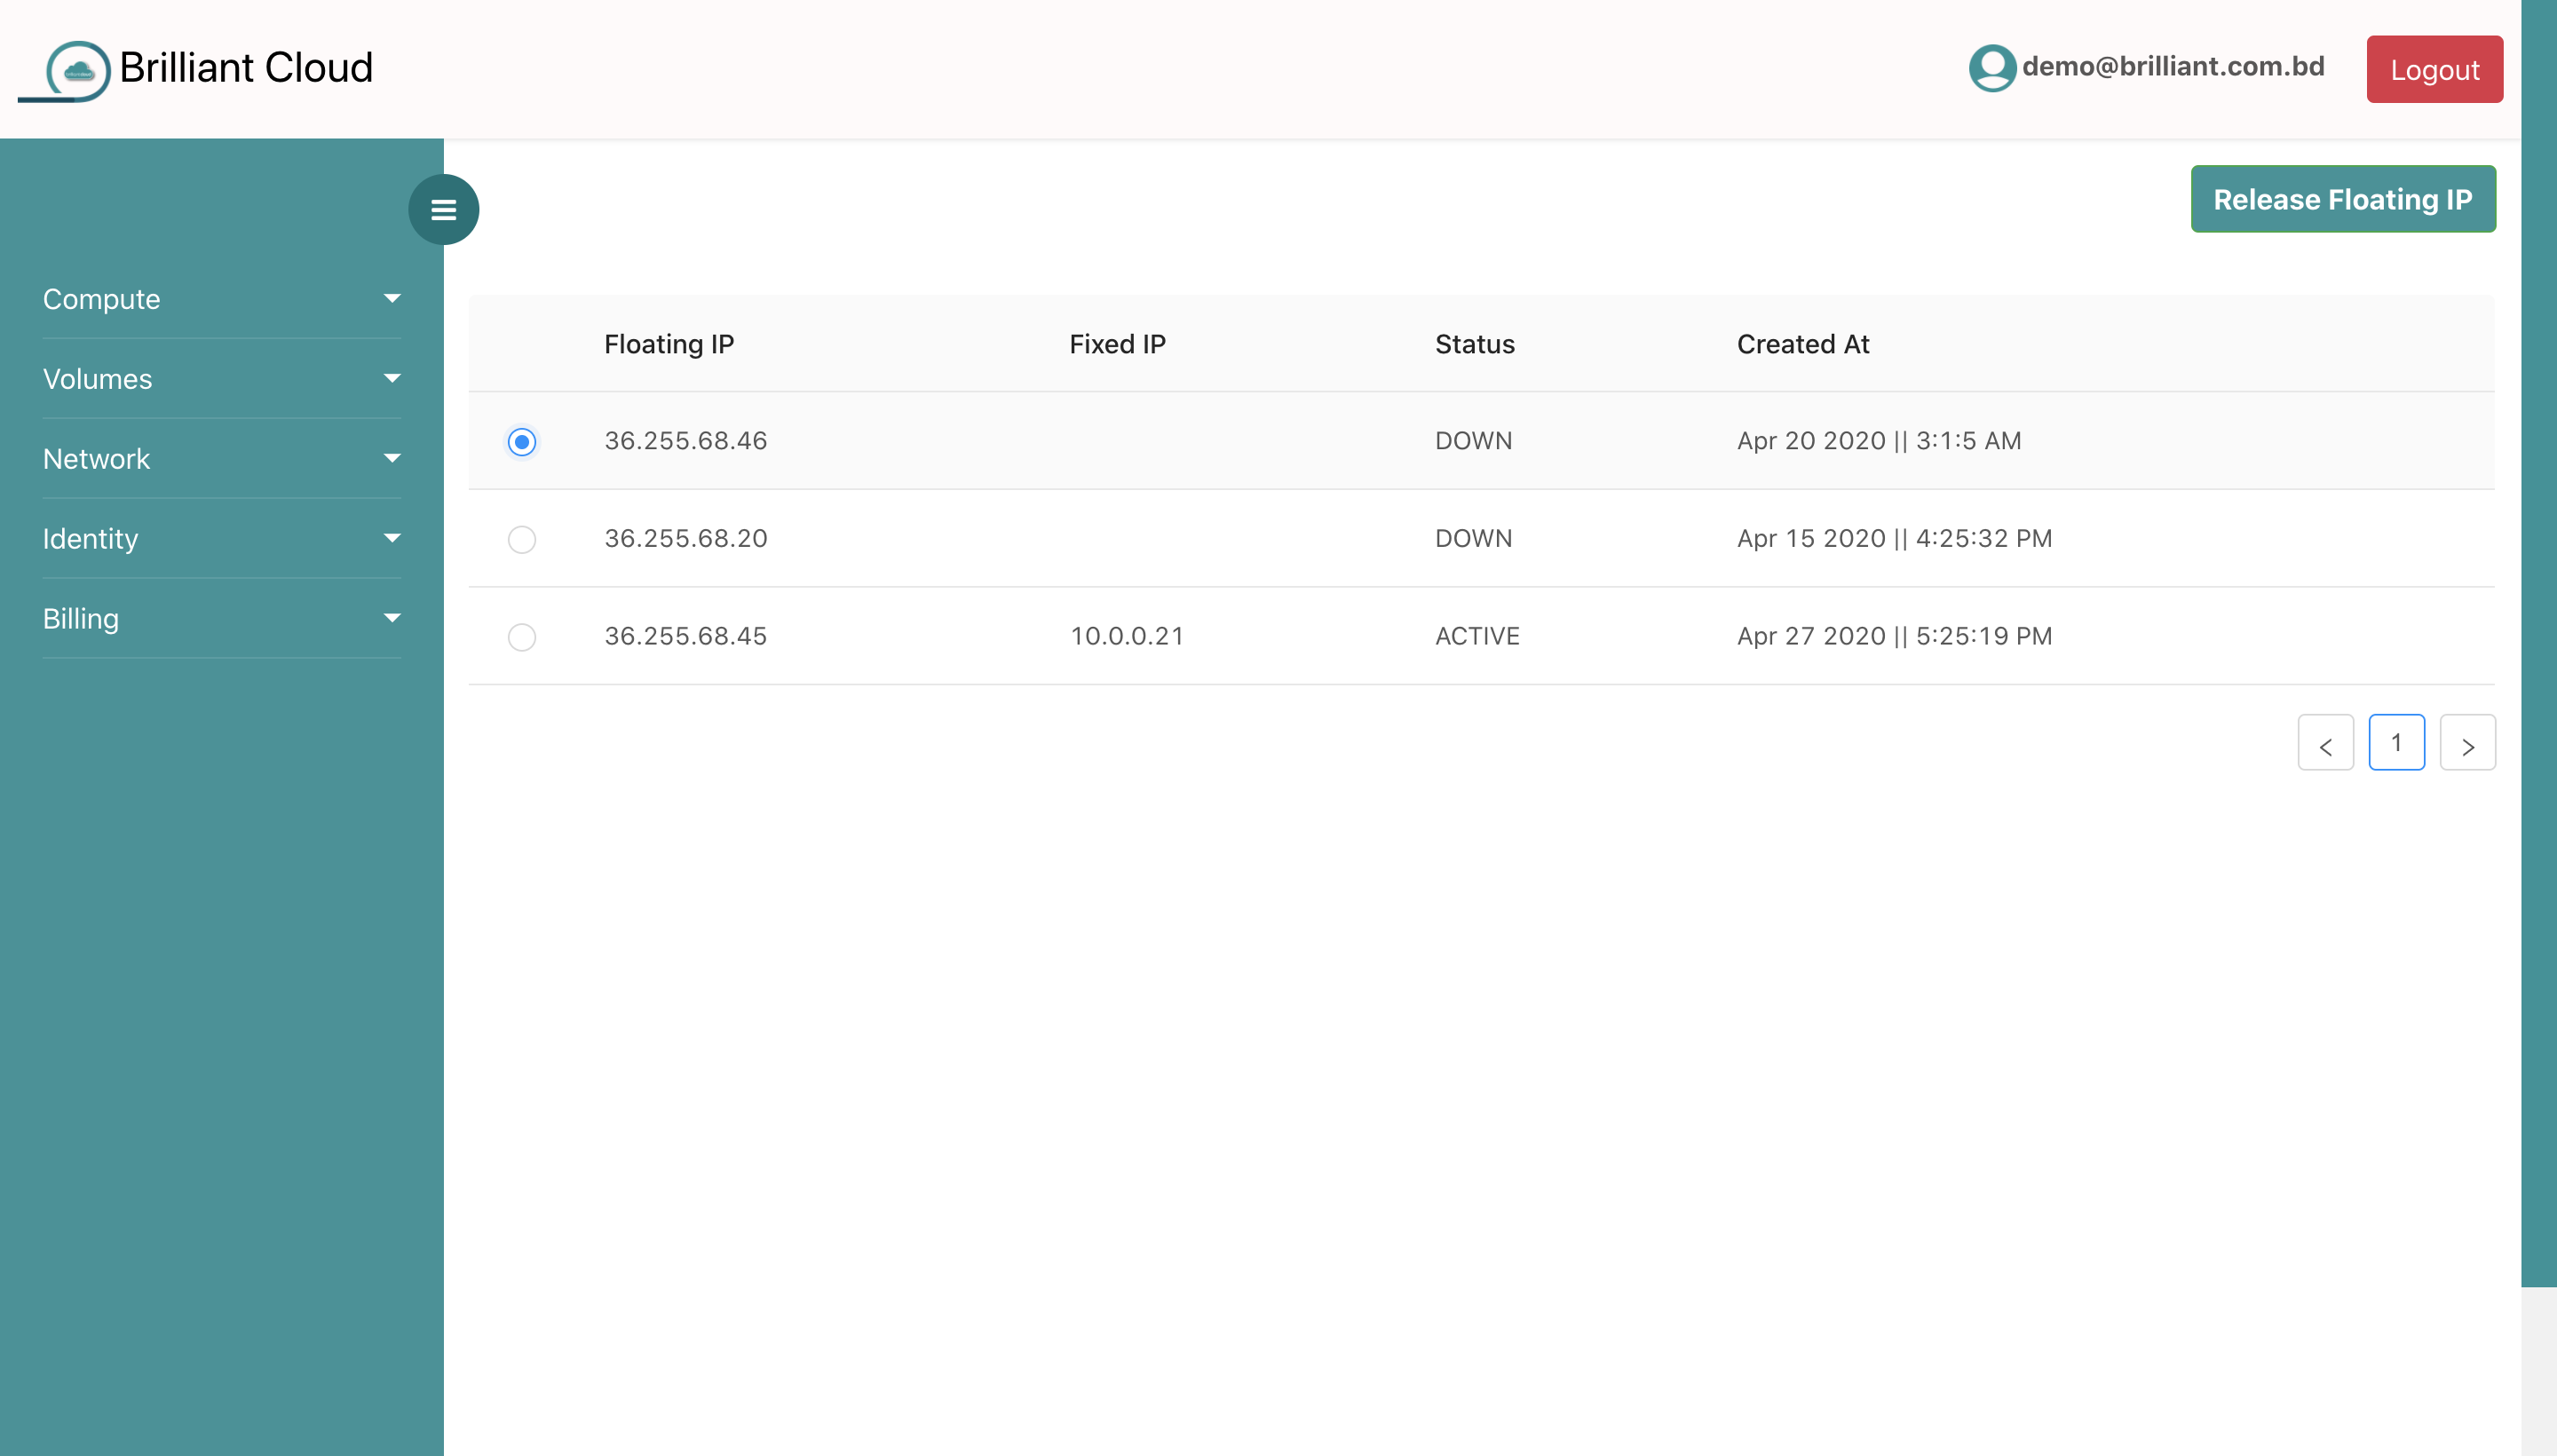 Brilliant Cloud
demo@brilliant.com.bd
Logout
Release Floating IP
Compute
Volumes
Network
Identity
Billing
Floating IP Fixed IP Status Created At
36.255.68.46 DOWN Apr 20 2020 || 3:1:5 AM
36.255.68.20 DOWN Apr 15 2020 || 4:25:32 PM
36.255.68.45 10.0.0.21 ACTIVE Apr 27 2020 || 5:25:19 PM
< 1 >